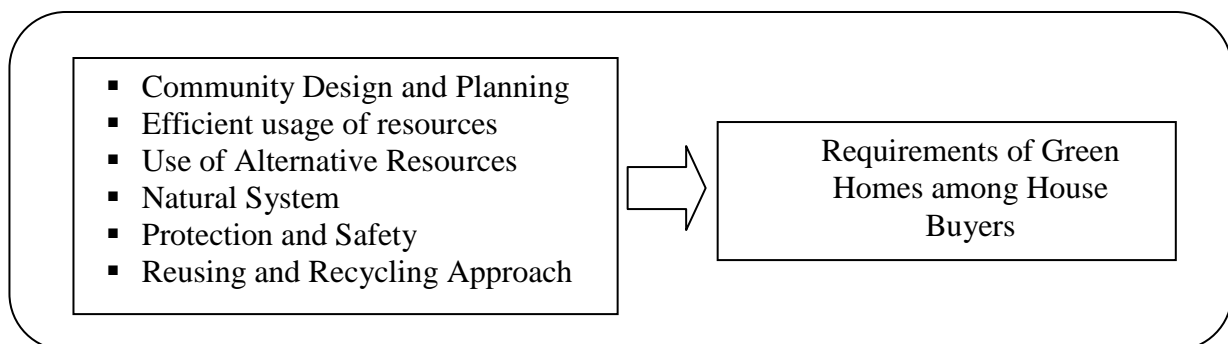 ▪ Community Design and Planning
▪ Efficient usage of resources
▪ Use of Alternative Resources
▪ Natural System
▪ Protection and Safety
▪ Reusing and Recycling Approach
Requirements of Green
Homes among House
Buyers